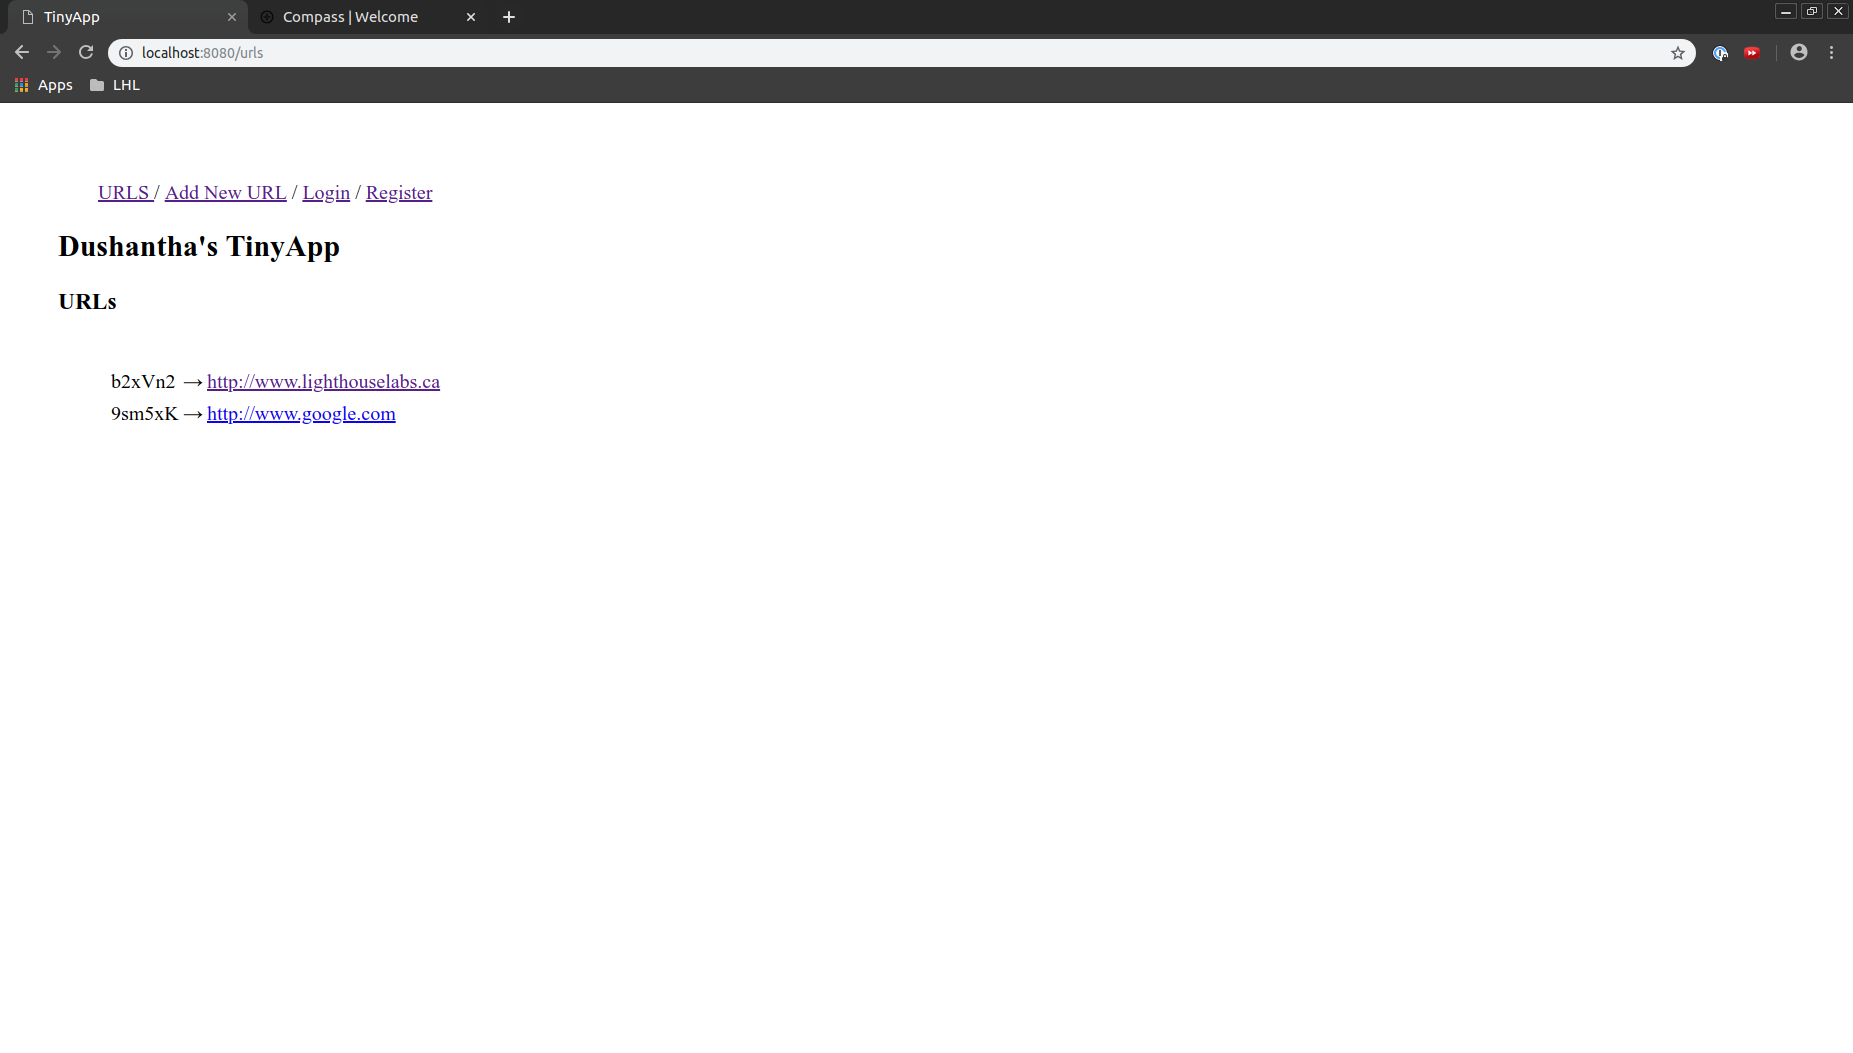 TinyApp
Compass | Welcome
localhost:8080/urls
Apps
LHL
URLS / Add New URL / Login / Register
Dushantha's TinyApp
URLs
b2xVn2 → http://www.lighthouselabs.ca
9sm5xK → http://www.google.com